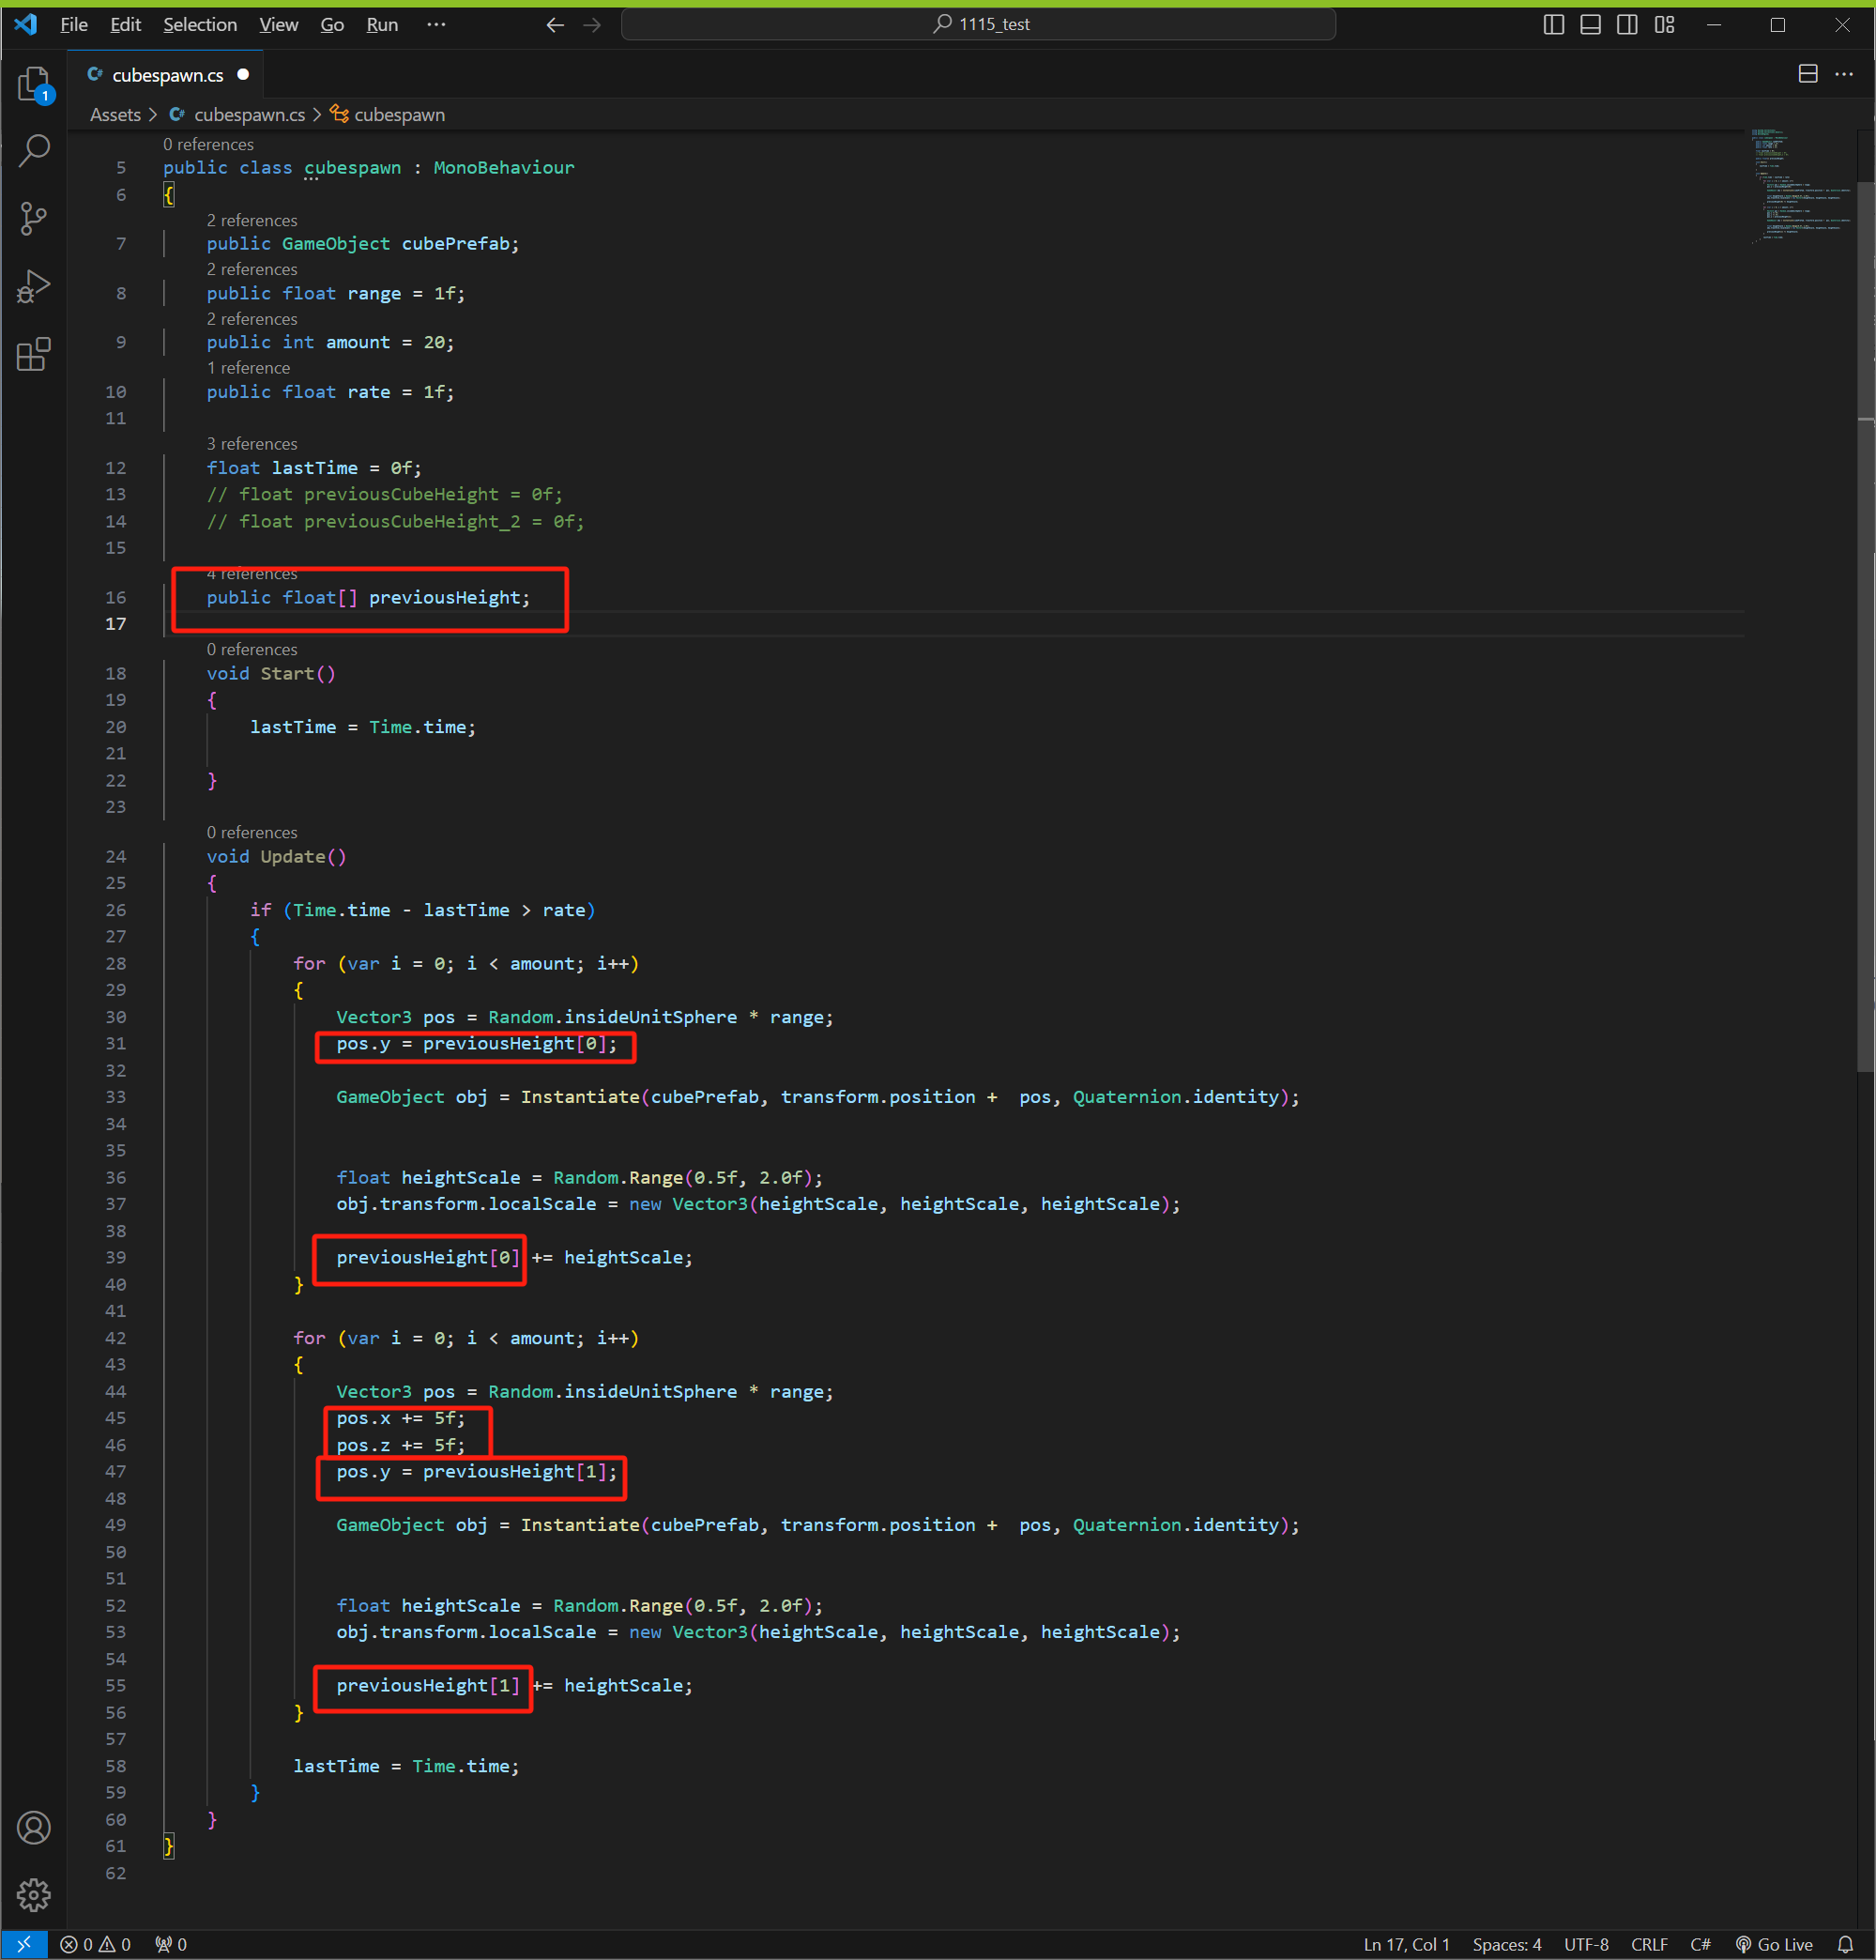 File Edit Selection View Go Run ··· 1115_test
cubespawn.cs
1
Assets > cubespawn.cs > cubespawn
0 references
5 public class cubespawn : MonoBehaviour
6 {
2 references
7 public GameObject cubePrefab;
2 references
8 public float range = 1f;
2 references
9 public int amount = 20;
1 reference
10 public float rate = 1f;
11
3 references
12 float lastTime = 0f;
13 // float previousCubeHeight = 0f;
14 // float previousCubeHeight_2 = 0f;
15
4 references
16 public float[] previousHeight;
17
0 references
18 void Start()
19 {
20 lastTime = Time.time;
21
22 }
23
0 references
24 void Update()
25 {
26 if (Time.time - lastTime > rate)
27 {
28 for (var i = 0; i < amount; i++)
29 {
30 Vector3 pos = Random.insideUnitSphere * range;
31 pos.y = previousHeight[0];
32
33 GameObject obj = Instantiate(cubePrefab, transform.position +  pos, Quaternion.identity);
34
35
36 float heightScale = Random.Range(0.5f, 2.0f);
37 obj.transform.localScale = new Vector3(heightScale, heightScale, heightScale);
38
39 previousHeight[0] += heightScale;
40 }
41
42 for (var i = 0; i < amount; i++)
43 {
44 Vector3 pos = Random.insideUnitSphere * range;
45 pos.x += 5f;
46 pos.z += 5f;
47 pos.y = previousHeight[1];
48
49 GameObject obj = Instantiate(cubePrefab, transform.position +  pos, Quaternion.identity);
50
51
52 float heightScale = Random.Range(0.5f, 2.0f);
53 obj.transform.localScale = new Vector3(heightScale, heightScale, heightScale);
54
55 previousHeight[1] += heightScale;
56 }
57
58 lastTime = Time.time;
59 }
60 }
61 }
62
0 0 0 Ln 17, Col 1 Spaces: 4 UTF-8 CRLF C# Go Live